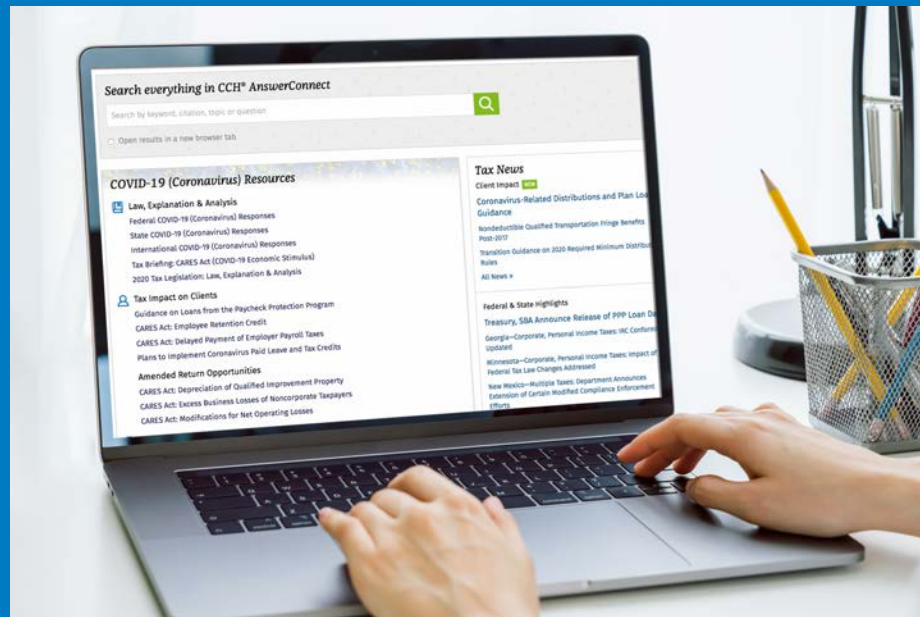 Search everything in CCH® AnswerConnect
Search by keyword, citation, topic or question
Open results in a new browser tab
COVID-19 (Coronavirus) Resources
Law, Explanation & Analysis
Federal COVID-19 (Coronavirus) Responses
State COVID-19 (Coronavirus) Responses
International COVID-19 (Coronavirus) Responses
Tax Briefing: CARES Act (COVID-19 Economic Stimulus)
2020 Tax Legislation: Law, Explanation & Analysis
Tax Impact on Clients
Guidance on Loans from the Paycheck Protection Program
CARES Act: Employee Retention Credit
CARES Act: Delayed Payment of Employer Payroll Taxes
Plans to Implement Coronavirus Paid Leave and Tax Credits
Amended Return Opportunities
CARES Act: Depreciation of Qualified Improvement Property
CARES Act: Excess Business Losses of Noncorporate Taxpayers
CARES Act: Modifications for Net Operating Losses
Tax News
Client Impact NEW
Coronavirus-Related Distributions and Plan Loa
Guidance
Nondeductible Qualified Transportation Fringe Benefits
Post-2017
Transition Guidance on 2020 Required Minimum Distribut
Rules
All News »
Federal & State Highlights
Treasury, SBA Announce Release of PPP Loan Da
Georgia—Corporate, Personal Income Taxes: IRC Conform
Updated
Minnesota—Corporate, Personal Income Taxes: Impact of
Federal Tax Law Changes Addressed
New Mexico—Multiple Taxes: Department Announces
Extension of Certain Modified Compliance Enforcement
Efforts